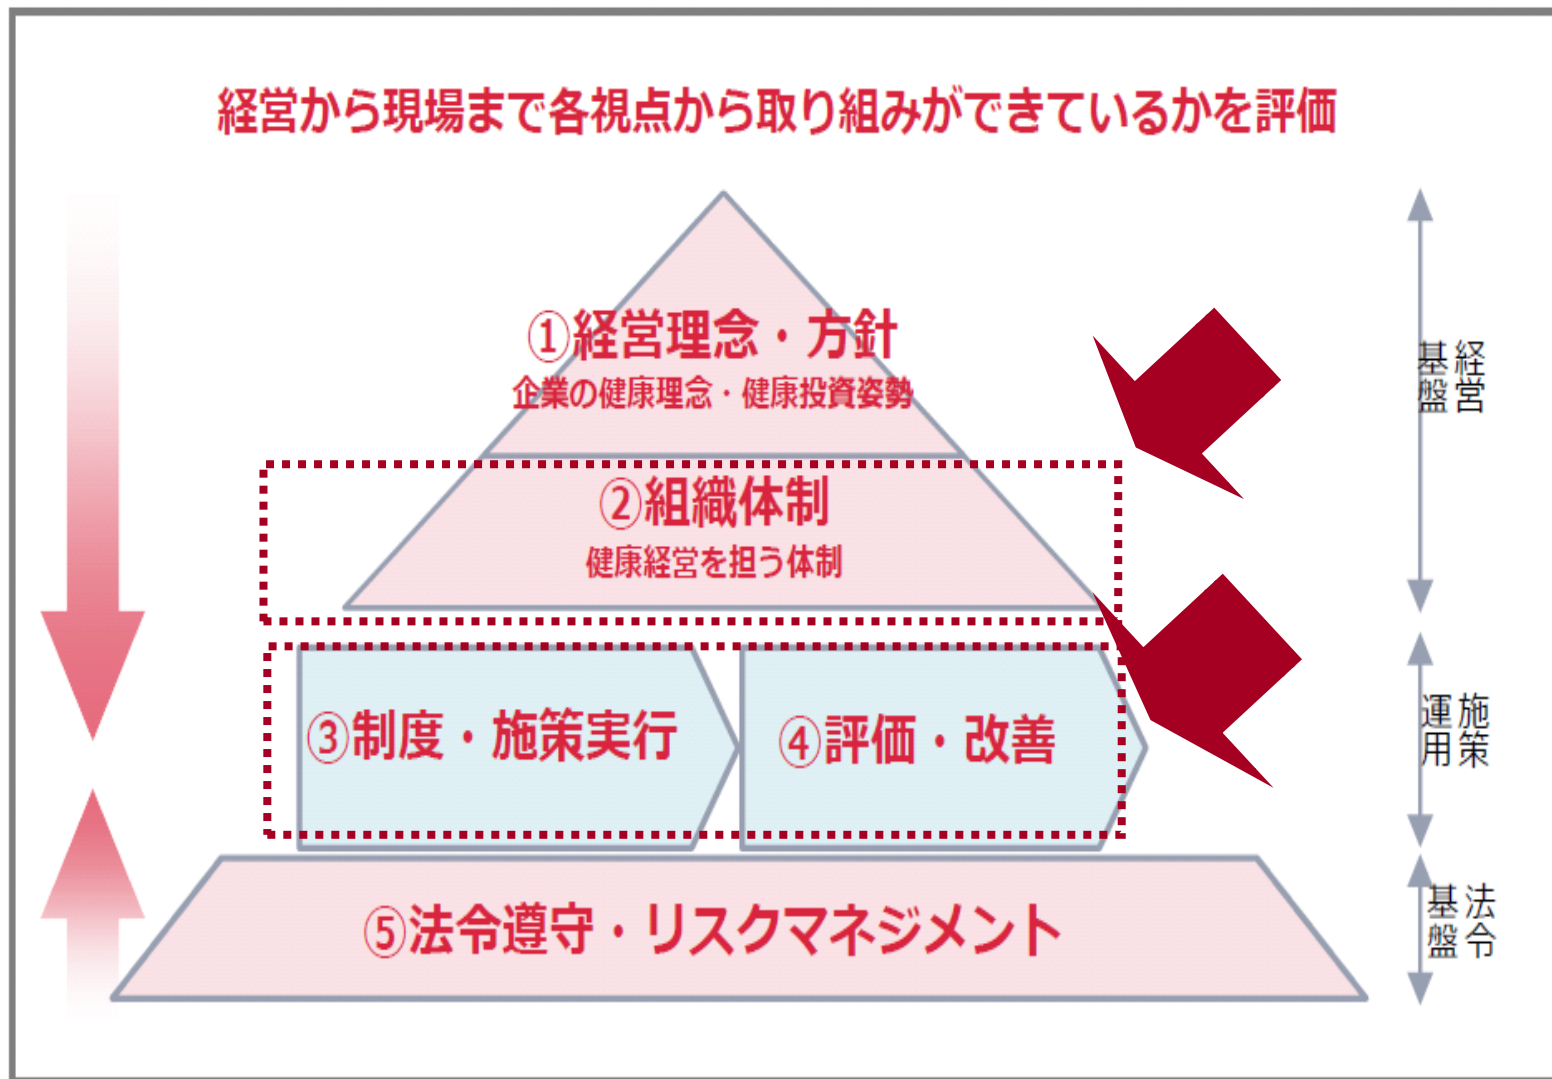 経営から現場まで各視点から取り組みができているかを評価
①経営理念・方針
企業の健康理念・健康投資姿勢
②組織体制
健康経営を担う体制
③制度・施策実行
④評価・改善
⑤法令遵守・リスクマネジメント
経営
基盤
施策
運用
法令
基盤